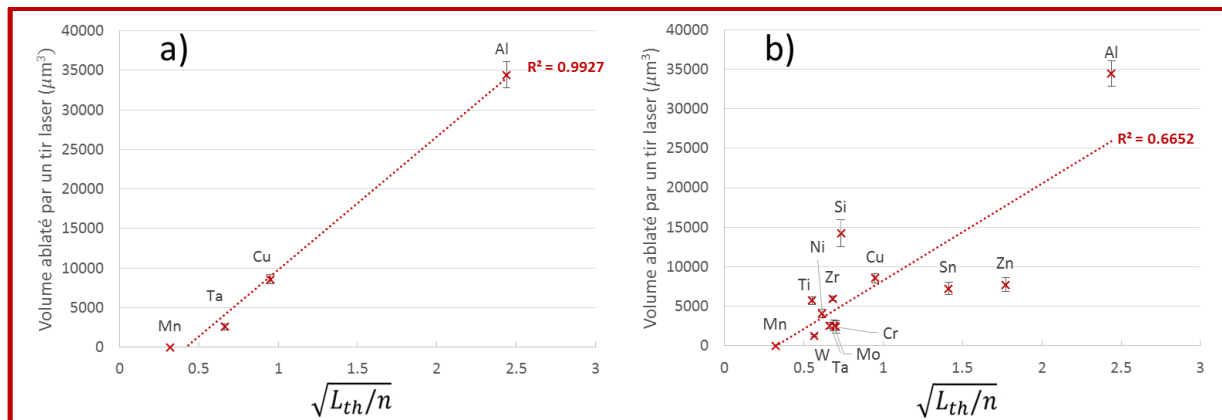 a)
Volume ablaté par un tir laser (μm³)
40000
35000
30000
25000
20000
15000
10000
5000
0
0
0.5
1
1.5
2
2.5
3
Al
R² = 0.9927
Cu
Ta
Mn
√L_th/n
b)
Volume ablaté par un tir laser (μm³)
40000
35000
30000
25000
20000
15000
10000
5000
0
0
0.5
1
1.5
2
2.5
3
Al
R² = 0.6652
Si
Ni
Cu
Sn
Zn
Ti
Zr
Mn
Cr
W
Mo
Ta
√L_th/n